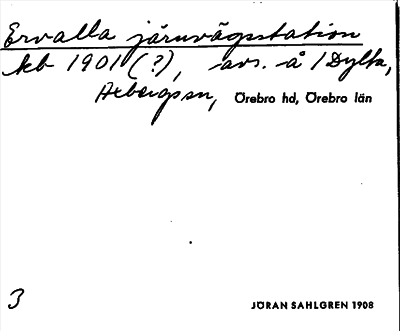 Ervalla järnvägsstation
kb 1901 (?), avs. å 1 Dylta,
Axbergs sn, Örebro hd, Örebro län
3
JÖRAN SAHLGREN 1908